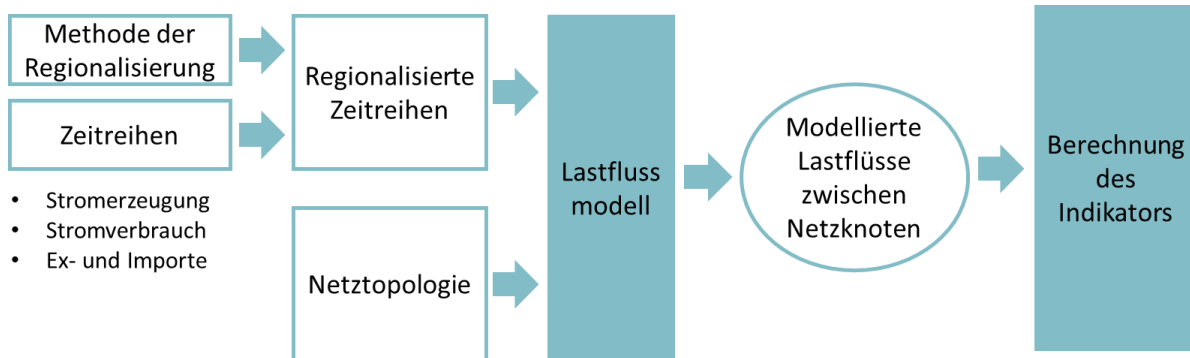 Methode der
Regionalisierung
Zeitreihen
• Stromerzeugung
• Stromverbrauch
• Ex- und Importe
Regionalisierte
Zeitreihen
Netztopologie
Lastfluss
modell
Modellierte
Lastflüsse
zwischen
Netzknoten
Berechnung
des
Indikators